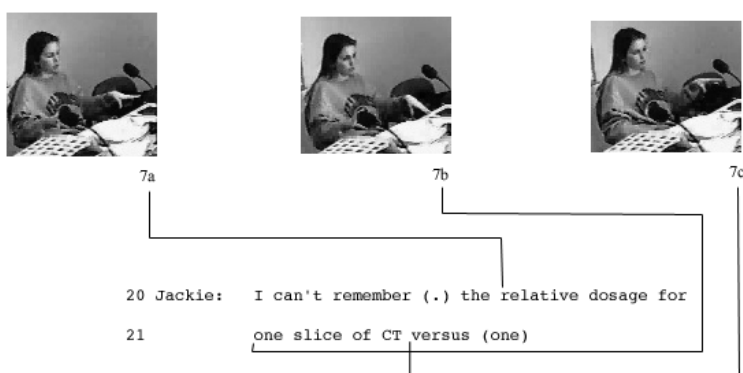 7a 7b 7c
20 Jackie: I can't remember (.) the relative dosage for
21 one slice of CT versus (one)